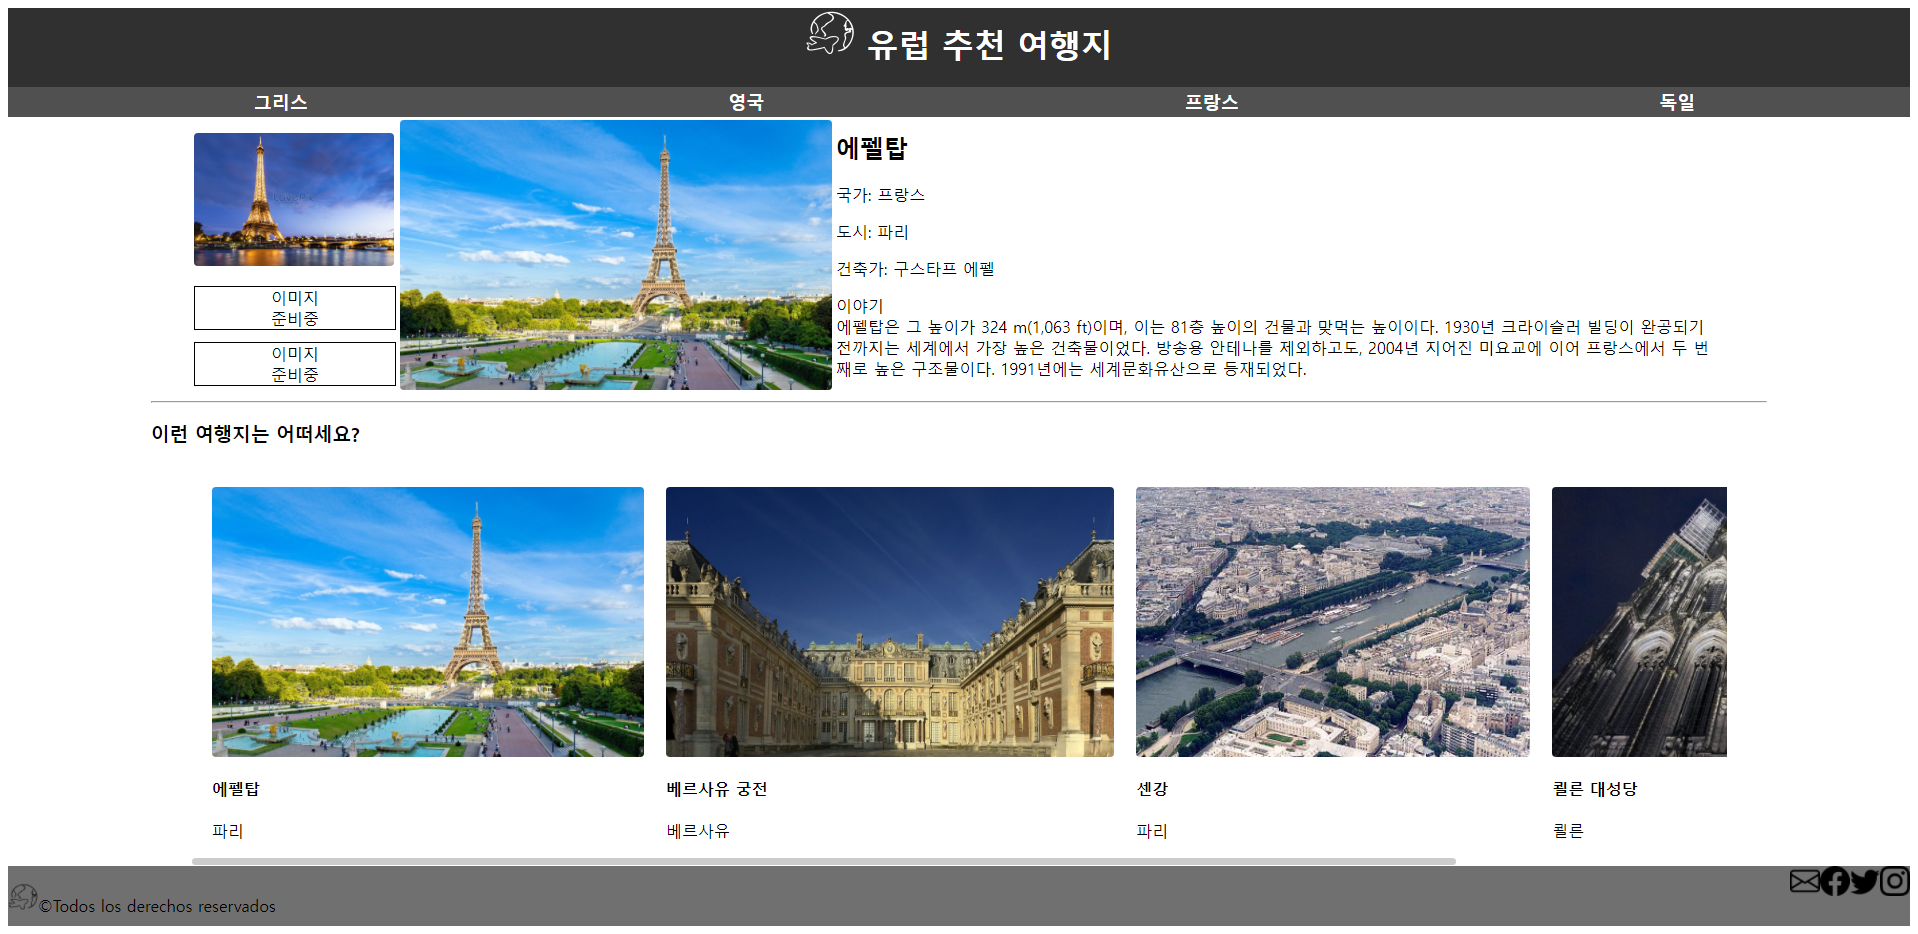 유럽 추천 여행지
그리스 영국 프랑스 독일
이미지
준비중
이미지
준비중
에펠탑
국가: 프랑스
도시: 파리
건축가: 구스타프 에펠
이야기
에펠탑은 그 높이가 324 m(1,063 ft)이며, 이는 81층 높이의 건물과 맞먹는 높이이다. 1930년 크라이슬러 빌딩이 완공되기
전까지는 세계에서 가장 높은 건축물이었다. 방송용 안테나를 제외하고도, 2004년 지어진 미요교에 이어 프랑스에서 두 번
째로 높은 구조물이다. 1991년에는 세계문화유산으로 등재되었다.
이런 여행지는 어떠세요?
에펠탑
파리
베르사유 궁전
베르사유
센강
파리
쾰른 대성당
쾰른
©Todos los derechos reservados